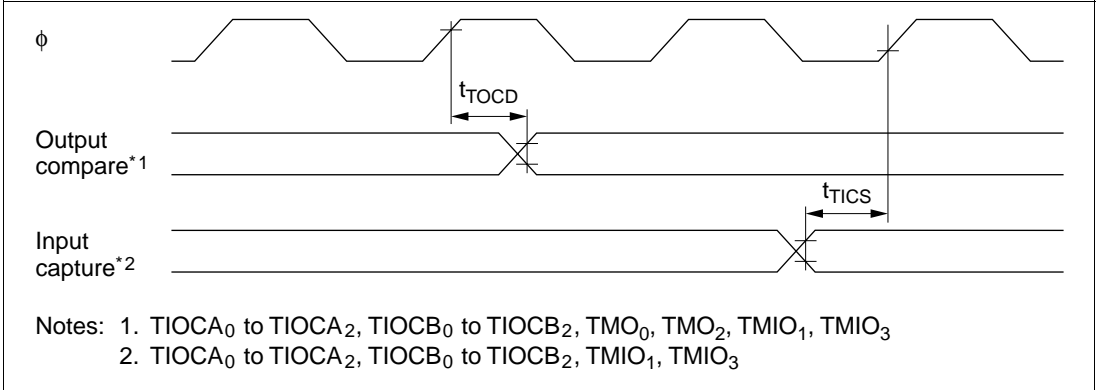 ϕ
tTOCD
Output
compare*1
tTICS
Input
capture*2
Notes: 1. TIOCA0 to TIOCA2, TIOCB0 to TIOCB2, TMO0, TMO2, TMIO1, TMIO3
2. TIOCA0 to TIOCA2, TIOCB0 to TIOCB2, TMIO1, TMIO3